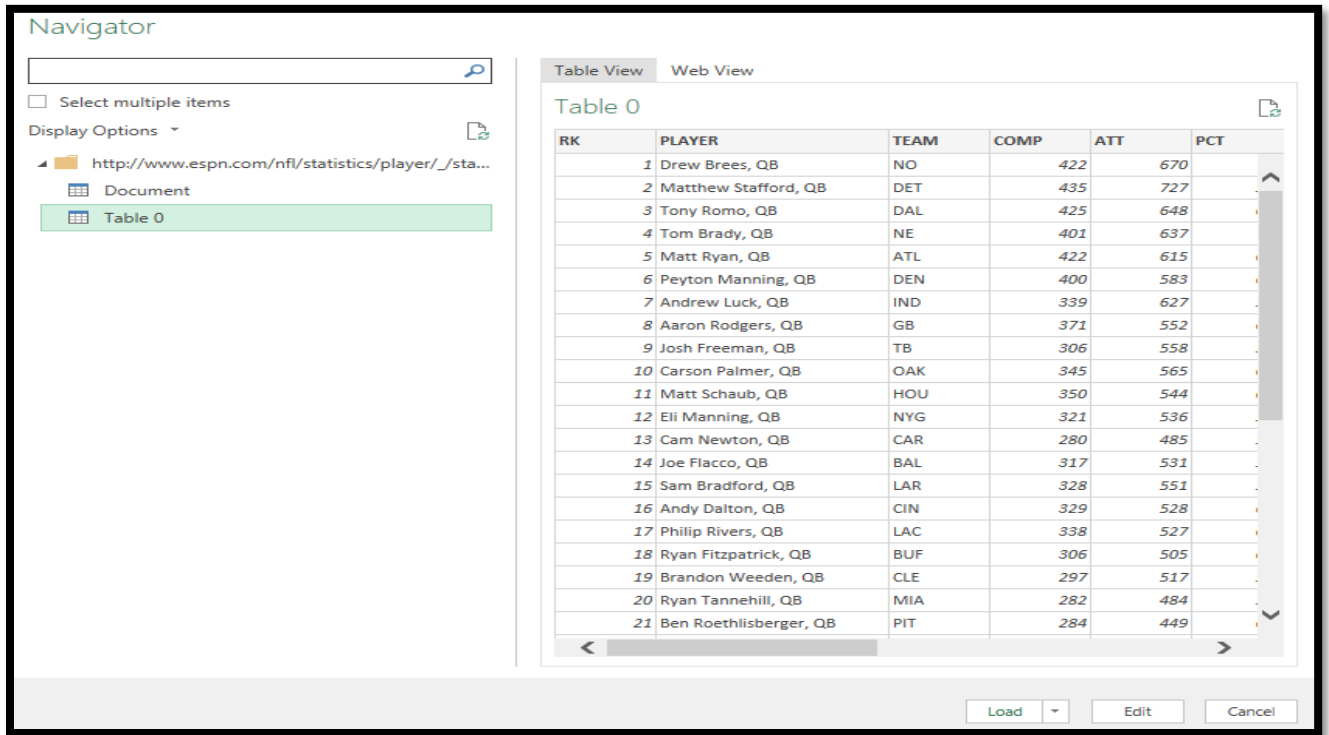 Navigator
Select multiple items
Display Options
http://www.espn.com/nfl/statistics/player/_/sta...
Document
Table 0
Table View Web View
Table 0
RK PLAYER TEAM COMP ATT PCT
1 Drew Brees, QB NO 422 670
2 Matthew Stafford, QB DET 435 727
3 Tony Romo, QB DAL 425 648
4 Tom Brady, QB NE 401 637
5 Matt Ryan, QB ATL 422 615
6 Peyton Manning, QB DEN 400 583
7 Andrew Luck, QB IND 339 627
8 Aaron Rodgers, QB GB 371 552
9 Josh Freeman, QB TB 306 558
10 Carson Palmer, QB OAK 345 565
11 Matt Schaub, QB HOU 350 544
12 Eli Manning, QB NYG 321 536
13 Cam Newton, QB CAR 280 485
14 Joe Flacco, QB BAL 317 531
15 Sam Bradford, QB LAR 328 551
16 Andy Dalton, QB CIN 329 528
17 Philip Rivers, QB LAC 338 527
18 Ryan Fitzpatrick, QB BUF 306 505
19 Brandon Weeden, QB CLE 297 517
20 Ryan Tannehill, QB MIA 282 484
21 Ben Roethlisberger, QB PIT 284 449
Load Edit Cancel